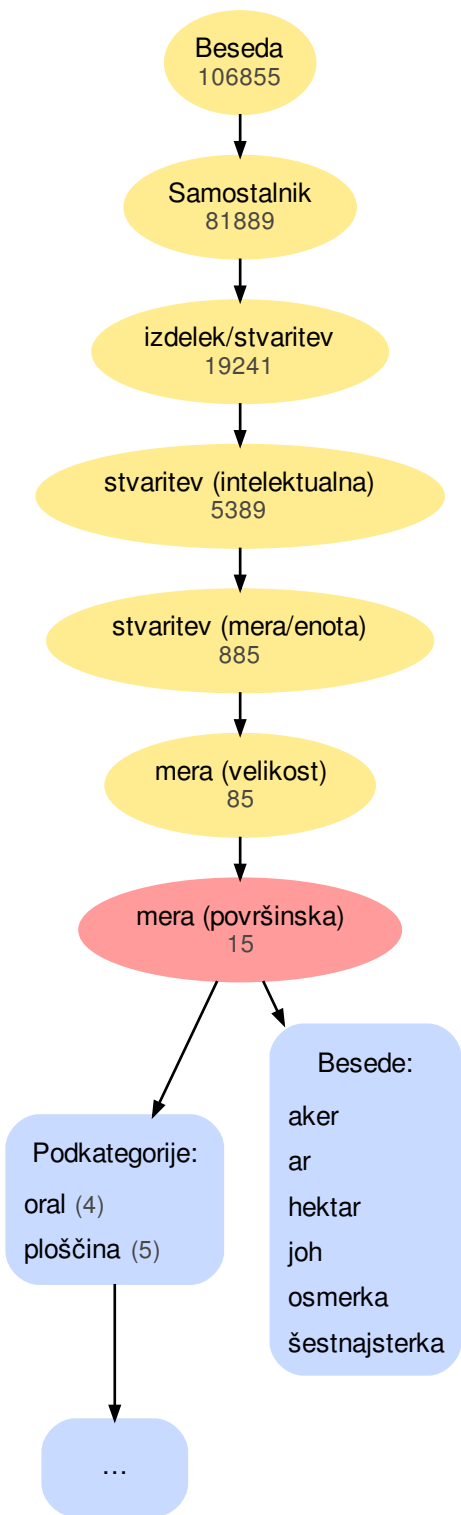 Beseda
106855
Samostalnik
81889
izdelek/stvaritev
19241
stvaritev (intelektualna)
5389
stvaritev (mera/enota)
885
mera (velikost)
85
mera (površinska)
15
Besede:
aker
ar
hektar
joh
osmerka
šestnajsterka
Podkategorije:
oral (4)
ploščina (5)
...